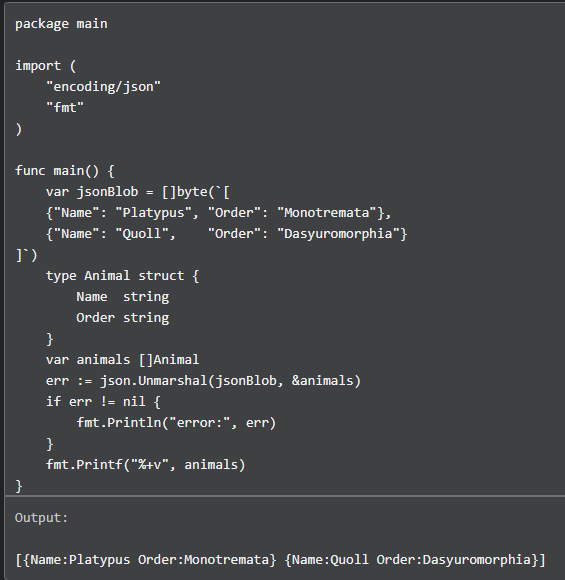 package main

import (
    "encoding/json"
    "fmt"
)

func main() {
    var jsonBlob = []byte(`[
    {"Name": "Platypus", "Order": "Monotremata"},
    {"Name": "Quoll",    "Order": "Dasyuromorphia"}
]`)
    type Animal struct {
        Name  string
        Order string
    }
    var animals []Animal
    err := json.Unmarshal(jsonBlob, &animals)
    if err != nil {
        fmt.Println("error:", err)
    }
    fmt.Printf("%+v", animals)
}
Output:

[{Name:Platypus Order:Monotremata} {Name:Quoll Order:Dasyuromorphia}]